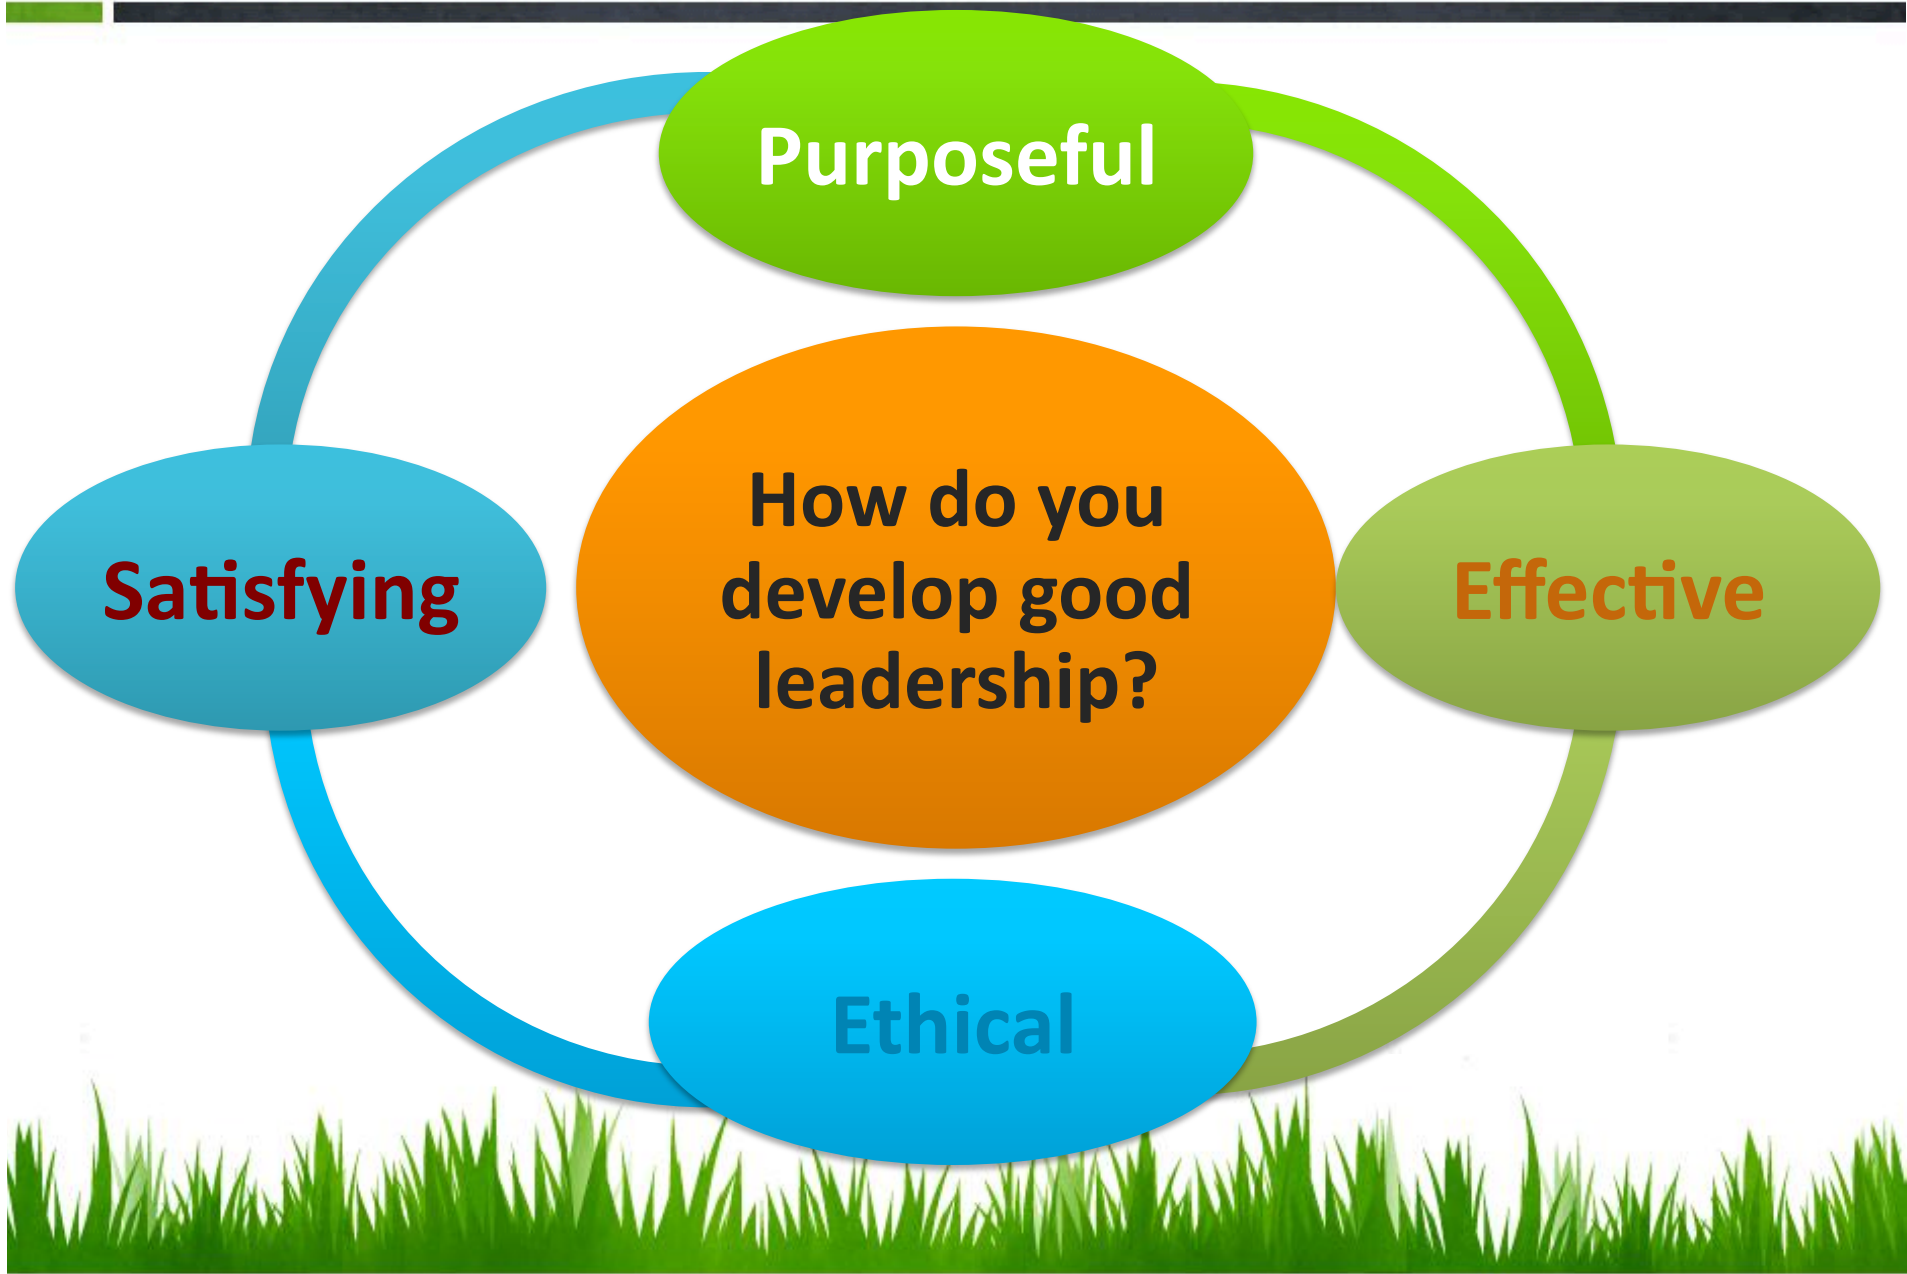 Purposeful
How do you
develop good
leadership?
Satisfying
Effective
Ethical